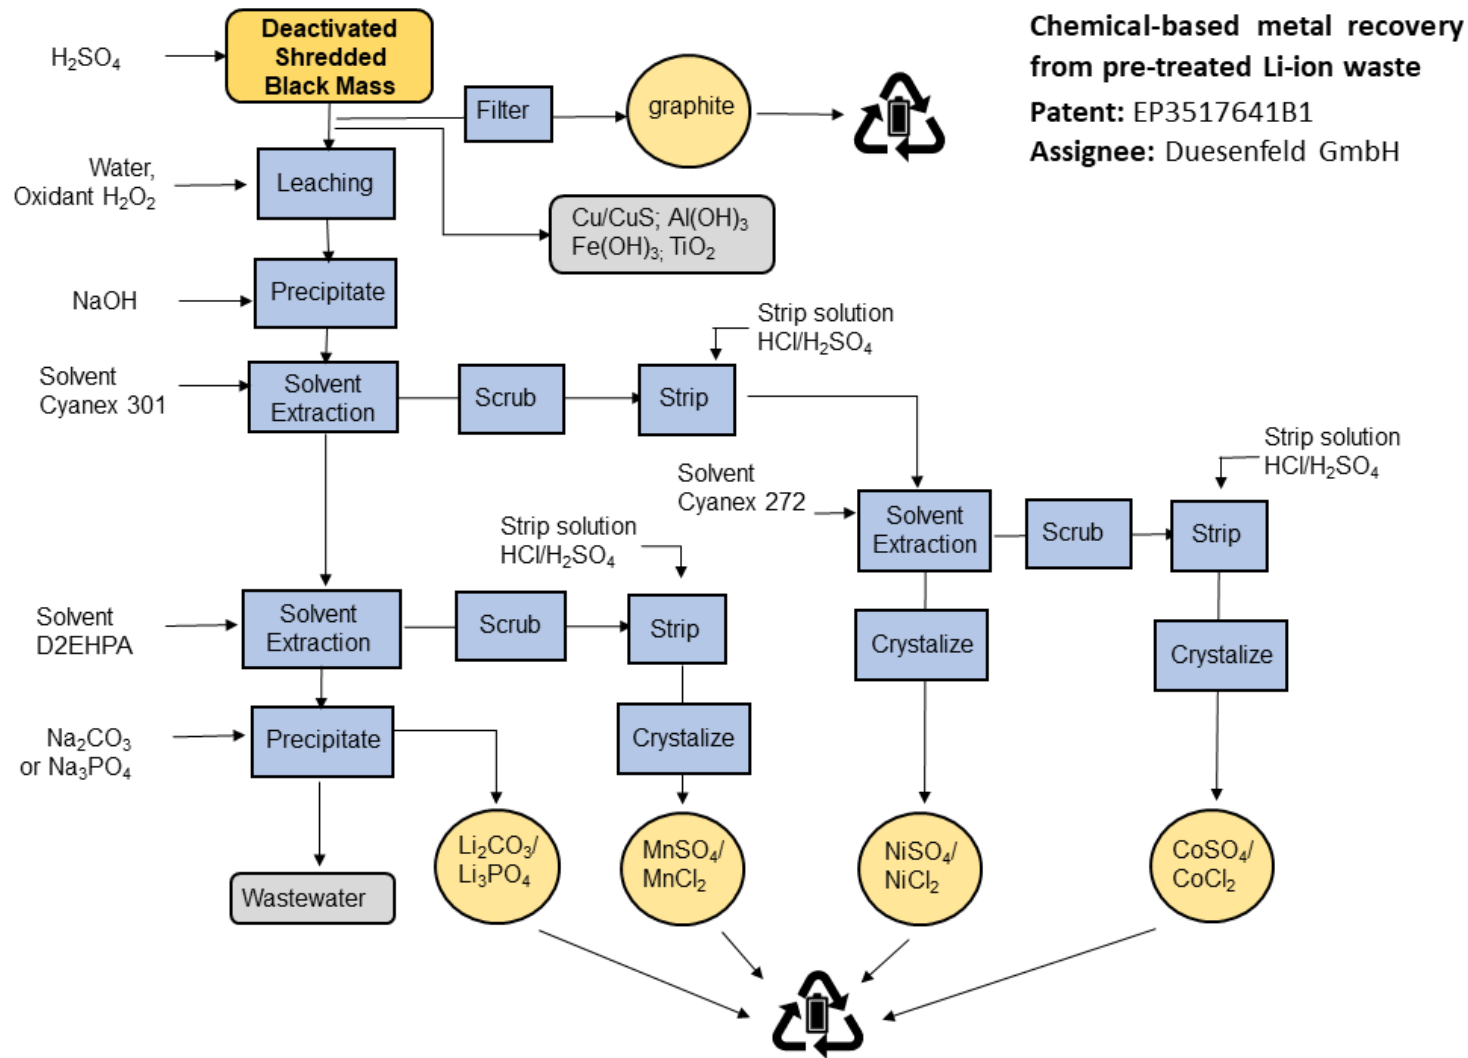 Deactivated
Shredded
Black Mass
H₂SO₄
Chemical-based metal recovery
from pre-treated Li-ion waste
Patent: EP3517641B1
Assignee: Duesenfeld GmbH
Filter
graphite
Water,
Oxidant H₂O₂
Leaching
Cu/CuS; Al(OH)₃
Fe(OH)₃; TiO₂
NaOH
Precipitate
Strip solution
HCl/H₂SO₄
Solvent
Cyanex 301
Solvent
Extraction
Scrub
Strip
Strip solution
HCl/H₂SO₄
Solvent
Cyanex 272
Solvent
Extraction
Scrub
Strip
Strip solution
HCl/H₂SO₄
Solvent
D2EHPA
Solvent
Extraction
Scrub
Strip
Crystalize
Crystalize
Na₂CO₃
or Na₃PO₄
Precipitate
Crystalize
Li₂CO₃/
Li₃PO₄
MnSO₄/
MnCl₂
NiSO₄/
NiCl₂
CoSO₄/
CoCl₂
Wastewater